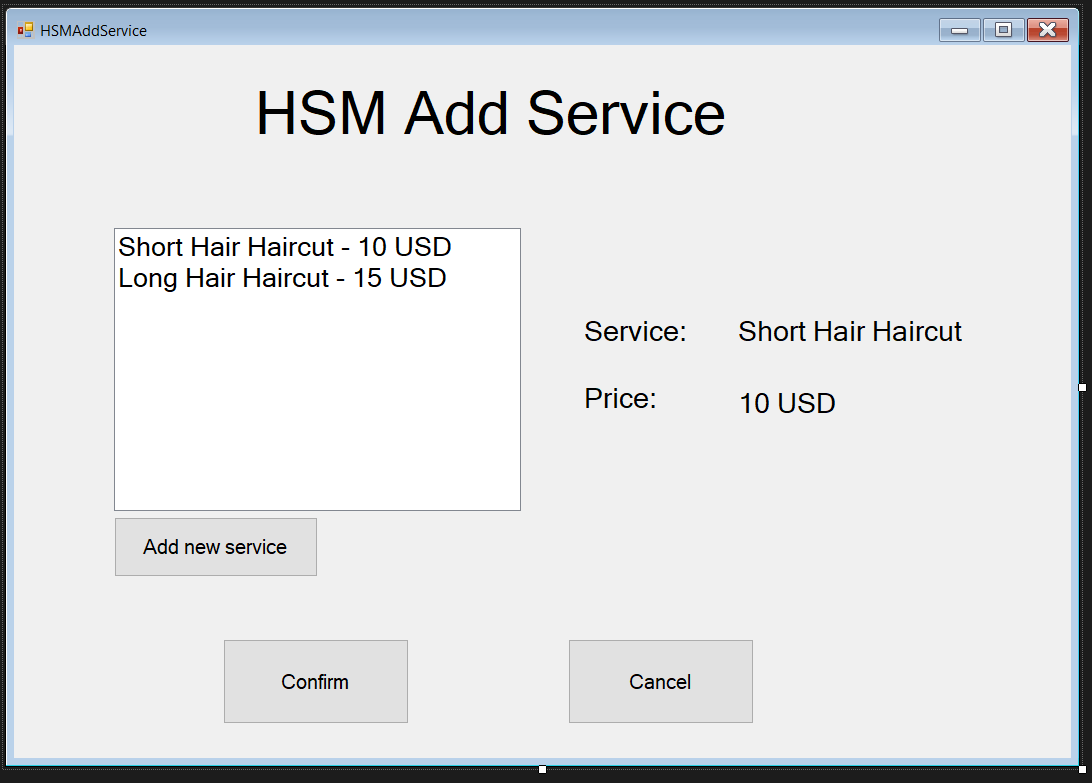 HSMAddService
HSM Add Service
Short Hair Haircut - 10 USD
Long Hair Haircut - 15 USD
Service: Short Hair Haircut
Price: 10 USD
Add new service
Confirm Cancel